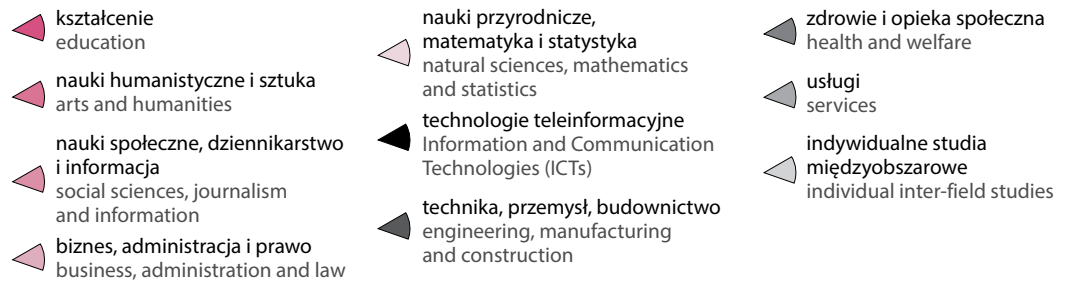 kształcenie
education
nauki humanistyczne i sztuka
arts and humanities
nauki społeczne, dziennikarstwo
i informacja
social sciences, journalism
and information
biznes, administracja i prawo
business, administration and law
nauki przyrodnicze,
matematyka i statystyka
natural sciences, mathematics
and statistics
technologie teleinformacyjne
Information and Communication
Technologies (ICTs)
technika, przemysł, budownictwo
engineering, manufacturing
and construction
zdrowie i opieka społeczna
health and welfare
usługi
services
indywidualne studia
międzyobszarowe
individual inter-field studies